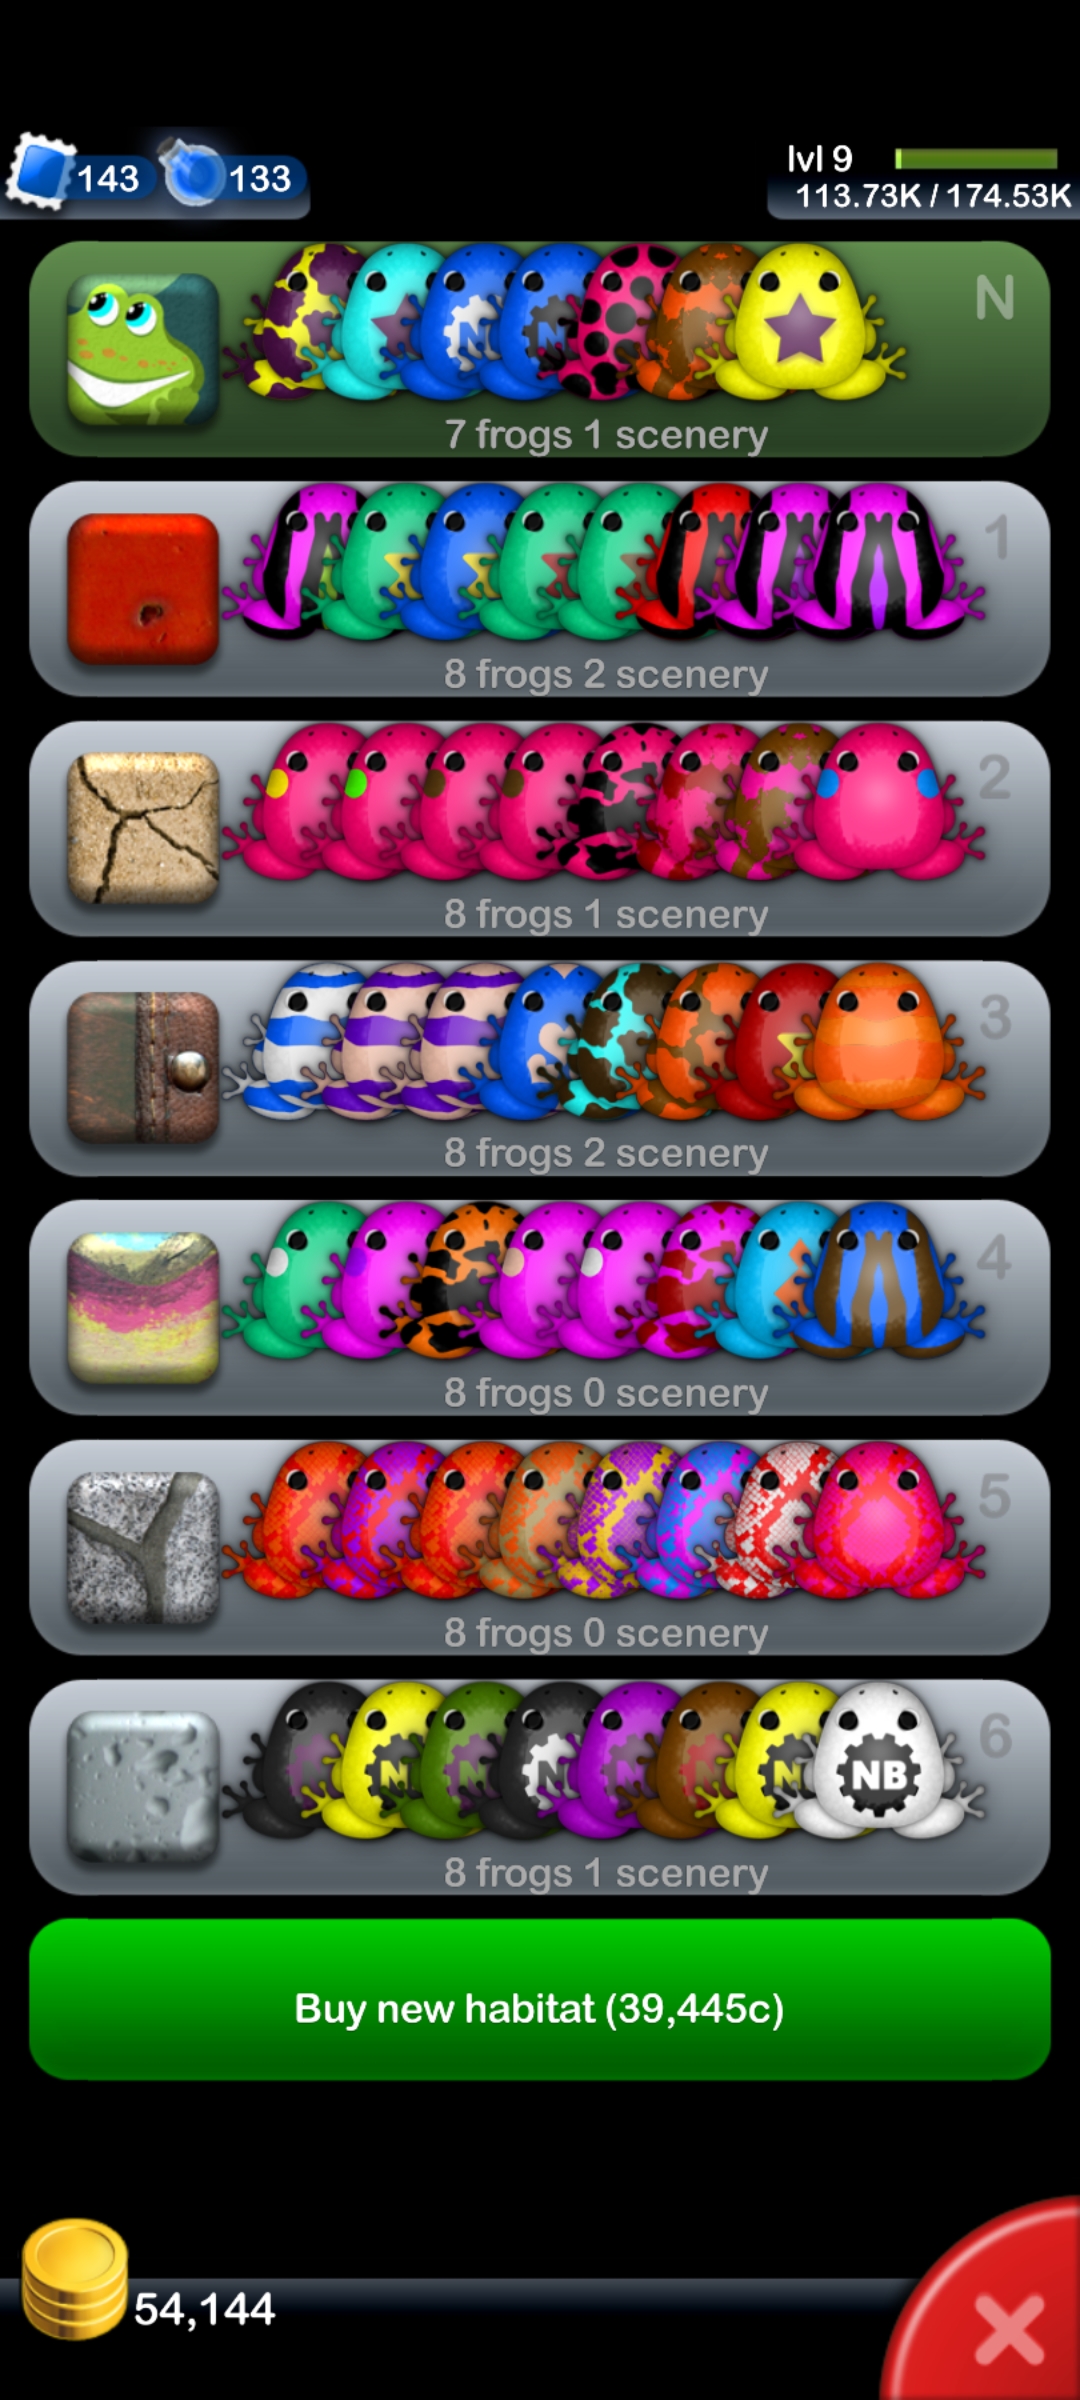 143 133
lvl 9
113.73K / 174.53K
N
7 frogs 1 scenery
1
8 frogs 2 scenery
2
8 frogs 1 scenery
3
8 frogs 2 scenery
4
8 frogs 0 scenery
5
8 frogs 0 scenery
6
NB
8 frogs 1 scenery
Buy new habitat (39,445c)
54,144